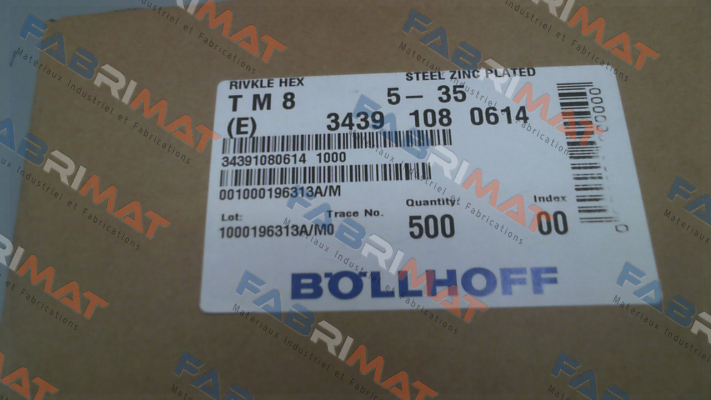 RIVKLE HEX STEEL ZINC PLATED
T M 8 5 – 35
(E) 3439 108 0614
34391080614 1000
001000196313A/M
Lot: Trace No. Quantity: Index
1000196313A/M0 500 00
BÖLLHOFF
FABRIMAT
Materiaux Industriel et Fabrications